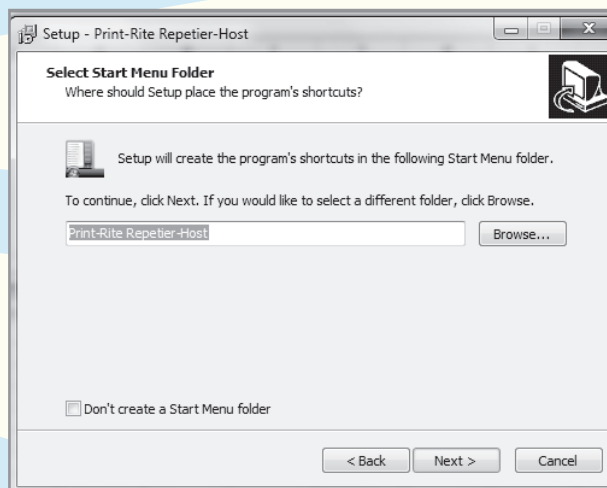 Setup - Print-Rite Repetier-Host
Select Start Menu Folder
Where should Setup place the program's shortcuts?
Setup will create the program's shortcuts in the following Start Menu folder.
To continue, click Next. If you would like to select a different folder, click Browse.
Print-Rite Repetier-Host
Browse...
Don't create a Start Menu folder
< Back
Next >
Cancel